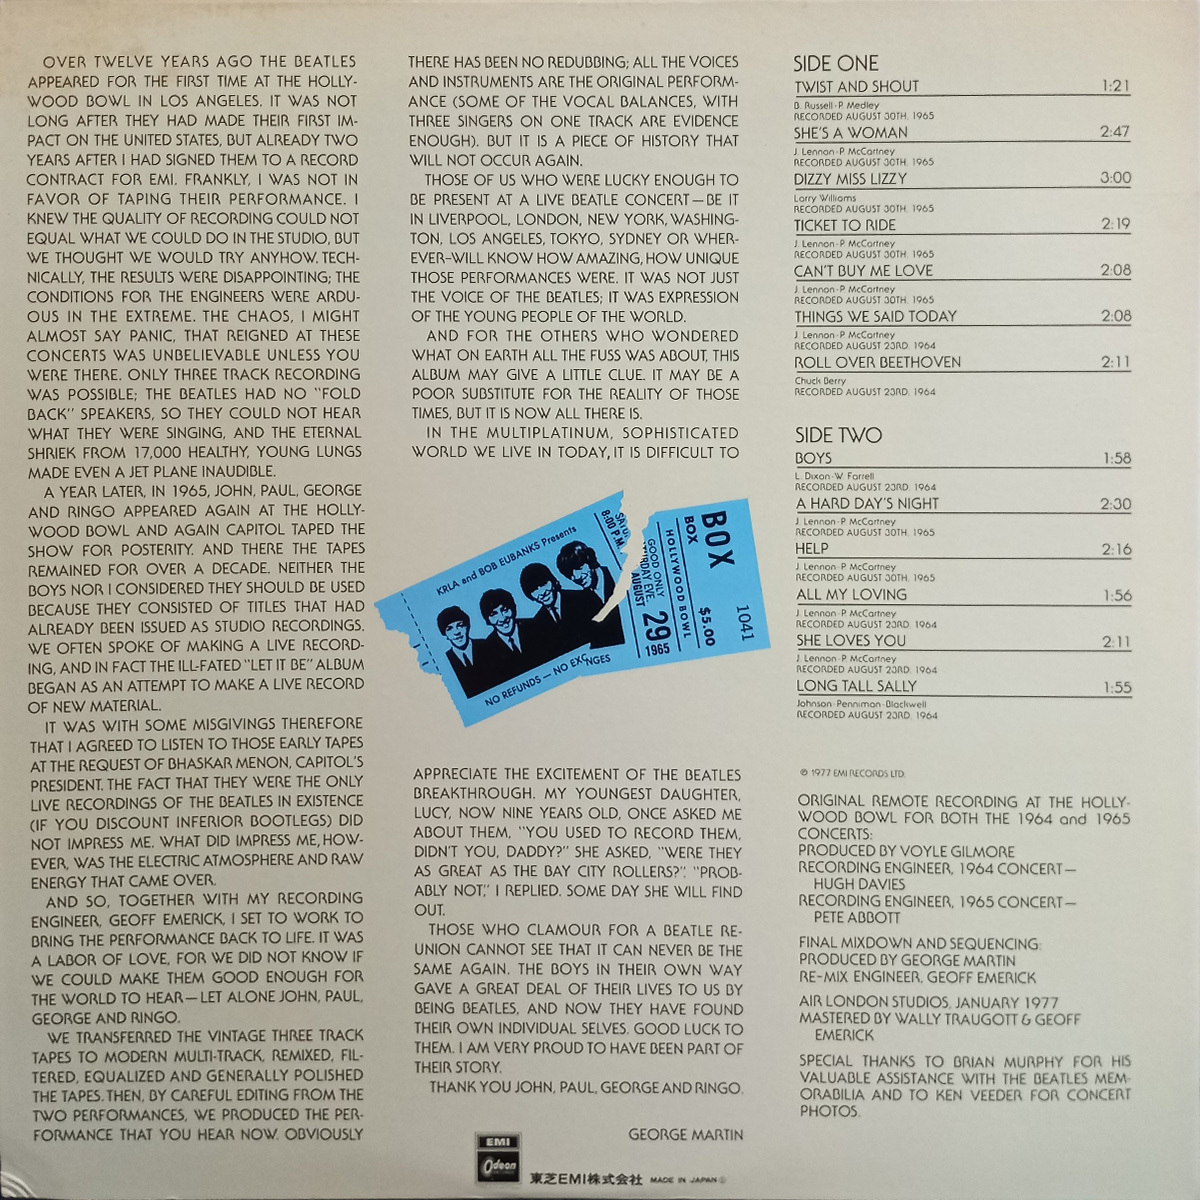 OVER TWELVE YEARS AGO THE BEATLES
APPEARED FOR THE FIRST TIME AT THE HOLLY-
WOOD BOWL IN LOS ANGELES. IT WAS NOT
LONG AFTER THEY HAD MADE THEIR FIRST IM-
PACT ON THE UNITED STATES, BUT ALREADY TWO
YEARS AFTER I HAD SIGNED THEM TO A RECORD
CONTRACT FOR EMI. FRANKLY, I WAS NOT IN
FAVOR OF TAPING THEIR PERFORMANCE. I
KNEW THE QUALITY OF RECORDING COULD NOT
EQUAL WHAT WE COULD DO IN THE STUDIO, BUT
WE THOUGHT WE WOULD TRY ANYHOW. TECH-
NICALLY, THE RESULTS WERE DISAPPOINTING; THE
CONDITIONS FOR THE ENGINEERS WERE ARDU-
OUS IN THE EXTREME. THE CHAOS, I MIGHT
ALMOST SAY PANIC, THAT REIGNED AT THESE
CONCERTS WAS UNBELIEVABLE UNLESS YOU
WERE THERE. ONLY THREE TRACK RECORDING
WAS POSSIBLE; THE BEATLES HAD NO "FOLD
BACK" SPEAKERS, SO THEY COULD NOT HEAR
WHAT THEY WERE SINGING, AND THE ETERNAL
SHRIEK FROM 17,000 HEALTHY, YOUNG LUNGS
MADE EVEN A JET PLANE INAUDIBLE.
A YEAR LATER, IN 1965, JOHN, PAUL, GEORGE
AND RINGO APPEARED AGAIN AT THE HOLLY-
WOOD BOWL AND AGAIN CAPITOL TAPED THE
SHOW FOR POSTERITY. AND THERE THE TAPES
REMAINED FOR OVER A DECADE. NEITHER THE
BOYS NOR I CONSIDERED THEY SHOULD BE USED
BECAUSE THEY CONSISTED OF TITLES THAT HAD
ALREADY BEEN ISSUED AS STUDIO RECORDINGS.
WE OFTEN SPOKE OF MAKING A LIVE RECORD-
ING, AND IN FACT THE ILL-FATED "LET IT BE" ALBUM
BEGAN AS AN ATTEMPT TO MAKE A LIVE RECORD
OF NEW MATERIAL.
IT WAS WITH SOME MISGIVINGS THEREFORE
THAT I AGREED TO LISTEN TO THOSE EARLY TAPES
AT THE REQUEST OF BHASKAR MENON, CAPITOL'S
PRESIDENT. THE FACT THAT THEY WERE THE ONLY
LIVE RECORDINGS OF THE BEATLES IN EXISTENCE
(IF YOU DISCOUNT INFERIOR BOOTLEGS) DID
NOT IMPRESS ME. WHAT DID IMPRESS ME, HOW-
EVER, WAS THE ELECTRIC ATMOSPHERE AND RAW
ENERGY THAT CAME OVER.
AND SO, TOGETHER WITH MY RECORDING
ENGINEER, GEOFF EMERICK, I SET TO WORK TO
BRING THE PERFORMANCE BACK TO LIFE. IT WAS
A LABOR OF LOVE, FOR WE DID NOT KNOW IF
WE COULD MAKE THEM GOOD ENOUGH FOR
THE WORLD TO HEAR—LET ALONE JOHN, PAUL,
GEORGE AND RINGO.
WE TRANSFERRED THE VINTAGE THREE TRACK
TAPES TO MODERN MULTI-TRACK, REMIXED, FIL-
TERED, EQUALIZED AND GENERALLY POLISHED
THE TAPES. THEN, BY CAREFUL EDITING FROM THE
TWO PERFORMANCES, WE PRODUCED THE PER-
FORMANCE THAT YOU HEAR NOW. OBVIOUSLY
THERE HAS BEEN NO REDUBBING; ALL THE VOICES
AND INSTRUMENTS ARE THE ORIGINAL PERFORM-
ANCE (SOME OF THE VOCAL BALANCES, WITH
THREE SINGERS ON ONE TRACK ARE EVIDENCE
ENOUGH). BUT IT IS A PIECE OF HISTORY THAT
WILL NOT OCCUR AGAIN.
THOSE OF US WHO WERE LUCKY ENOUGH TO
BE PRESENT AT A LIVE BEATLE CONCERT—BE IT
IN LIVERPOOL, LONDON, NEW YORK, WASHING-
TON, LOS ANGELES, TOKYO, SYDNEY OR WHER-
EVER–WILL KNOW HOW AMAZING, HOW UNIQUE
THOSE PERFORMANCES WERE. IT WAS NOT JUST
THE VOICE OF THE BEATLES; IT WAS EXPRESSION
OF THE YOUNG PEOPLE OF THE WORLD.
AND FOR THE OTHERS WHO WONDERED
WHAT ON EARTH ALL THE FUSS WAS ABOUT, THIS
ALBUM MAY GIVE A LITTLE CLUE. IT MAY BE A
POOR SUBSTITUTE FOR THE REALITY OF THOSE
TIMES, BUT IT IS NOW ALL THERE IS.
IN THE MULTIPLATINUM, SOPHISTICATED
WORLD WE LIVE IN TODAY, IT IS DIFFICULT TO
KRLA and BOB EUBANKS Presents
NO REFUNDS — NO EXC NGES
8:00 P.M.
GOOD ONLY
EVE.
AUGUST
29
1965
HOLLYWOOD BOWL
BOX
$5.00
BOX
1041
APPRECIATE THE EXCITEMENT OF THE BEATLES
BREAKTHROUGH. MY YOUNGEST DAUGHTER,
LUCY, NOW NINE YEARS OLD, ONCE ASKED ME
ABOUT THEM, "YOU USED TO RECORD THEM,
DIDN'T YOU, DADDY?" SHE ASKED, "WERE THEY
AS GREAT AS THE BAY CITY ROLLERS?". "PROB-
ABLY NOT," I REPLIED. SOME DAY SHE WILL FIND
OUT.
THOSE WHO CLAMOUR FOR A BEATLE RE-
UNION CANNOT SEE THAT IT CAN NEVER BE THE
SAME AGAIN. THE BOYS IN THEIR OWN WAY
GAVE A GREAT DEAL OF THEIR LIVES TO US BY
BEING BEATLES, AND NOW THEY HAVE FOUND
THEIR OWN INDIVIDUAL SELVES. GOOD LUCK TO
THEM. I AM VERY PROUD TO HAVE BEEN PART OF
THEIR STORY.
THANK YOU JOHN, PAUL, GEORGE AND RINGO.
GEORGE MARTIN
EMI
Odeon
東芝EMI株式会社 MADE IN JAPAN
SIDE ONE
TWIST AND SHOUT 1:21
B. Russell·P. Medley
RECORDED AUGUST 30TH. 1965
SHE'S A WOMAN 2:47
J. Lennon·P. McCartney
RECORDED AUGUST 30TH. 1965
DIZZY MISS LIZZY 3:00
Larry Williams
RECORDED AUGUST 30TH. 1965
TICKET TO RIDE 2:19
J. Lennon·P. McCartney
RECORDED AUGUST 30TH. 1965
CAN'T BUY ME LOVE 2:08
J. Lennon·P. McCartney
RECORDED AUGUST 30TH. 1965
THINGS WE SAID TODAY 2:08
J. Lennon·P. McCartney
RECORDED AUGUST 23RD. 1964
ROLL OVER BEETHOVEN 2:11
Chuck Berry
RECORDED AUGUST 23RD. 1964
SIDE TWO
BOYS 1:58
L. Dixon·W. Farrell
RECORDED AUGUST 23RD. 1964
A HARD DAY'S NIGHT 2:30
J. Lennon·P. McCartney
RECORDED AUGUST 30TH. 1965
HELP 2:16
J. Lennon·P. McCartney
RECORDED AUGUST 30TH. 1965
ALL MY LOVING 1:56
J. Lennon·P. McCartney
RECORDED AUGUST 23RD. 1964
SHE LOVES YOU 2:11
J. Lennon·P. McCartney
RECORDED AUGUST 23RD. 1964
LONG TALL SALLY 1:55
Johnson·Penniman·Blackwell
RECORDED AUGUST 23RD. 1964
℗ 1977 EMI RECORDS LTD.
ORIGINAL REMOTE RECORDING AT THE HOLLY-
WOOD BOWL FOR BOTH THE 1964 and 1965
CONCERTS:
PRODUCED BY VOYLE GILMORE
RECORDING ENGINEER, 1964 CONCERT—
HUGH DAVIES
RECORDING ENGINEER, 1965 CONCERT—
PETE ABBOTT
FINAL MIXDOWN AND SEQUENCING:
PRODUCED BY GEORGE MARTIN
RE-MIX ENGINEER, GEOFF EMERICK
AIR LONDON STUDIOS, JANUARY 1977
MASTERED BY WALLY TRAUGOTT & GEOFF
EMERICK
SPECIAL THANKS TO BRIAN MURPHY FOR HIS
VALUABLE ASSISTANCE WITH THE BEATLES MEM-
ORABILIA AND TO KEN VEEDER FOR CONCERT
PHOTOS.